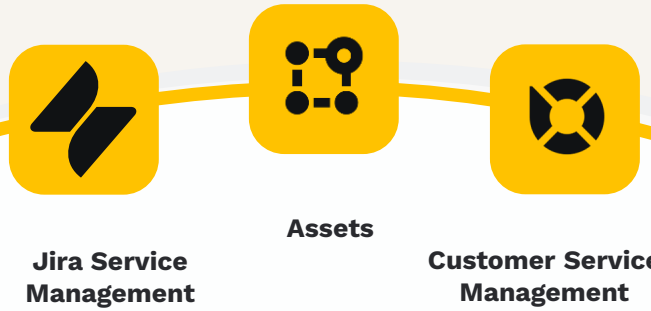 Assets
Jira Service
Management
Customer Service
Management